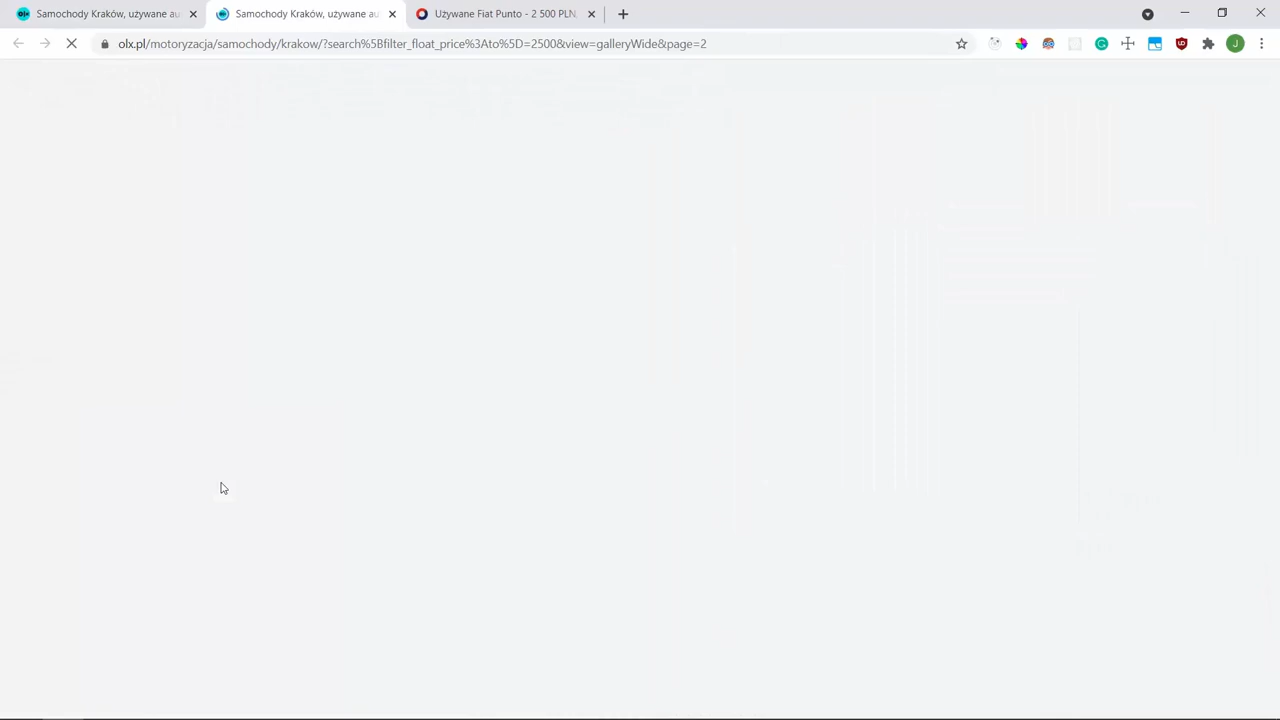 Samochody Kraków, używane au
Samochody Kraków, używane au
Używane Fiat Punto - 2 500 PLN,
olx.pl/motoryzacja/samochody/krakow/?search%5Bfilter_float_price%3Ato%5D=2500&view=galleryWide&page=2
J